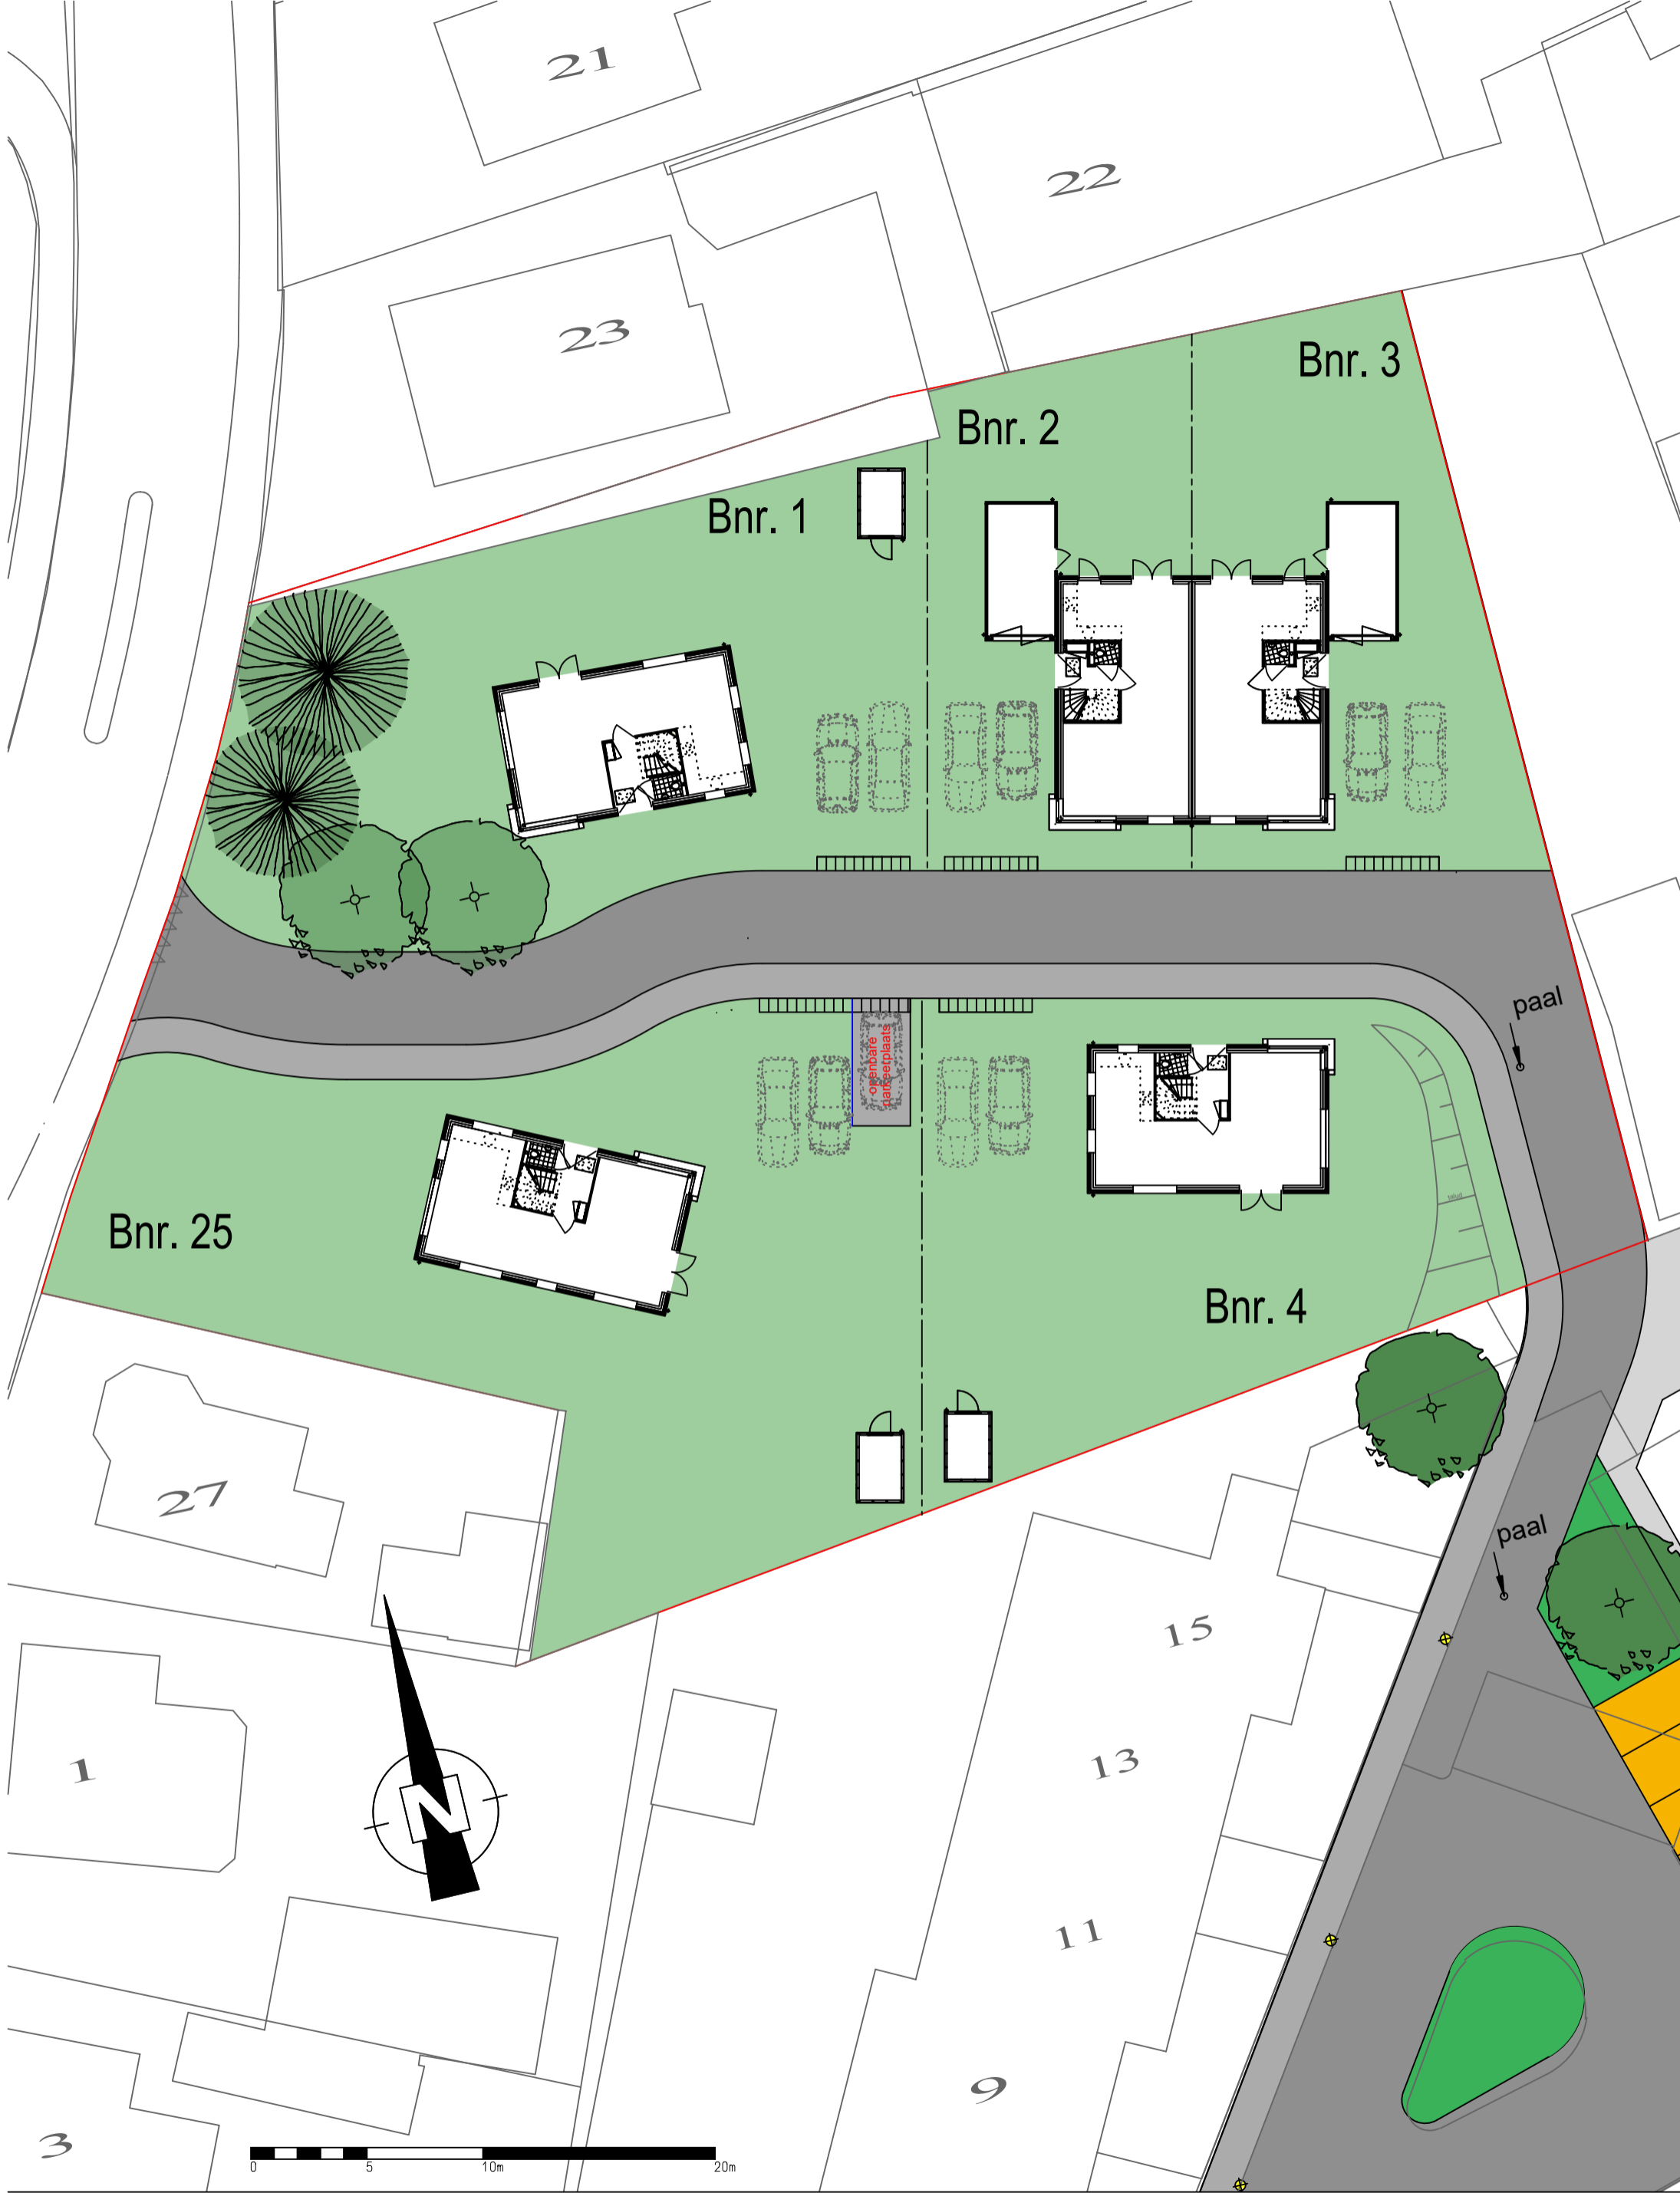 21
22
23
Bnr. 3
Bnr. 2
Bnr. 1
paal
openbare
parkeerplaats
Bnr. 25
Bnr. 4
27
paal
15
1
13
N
11
9
3
0 5 10m 20m